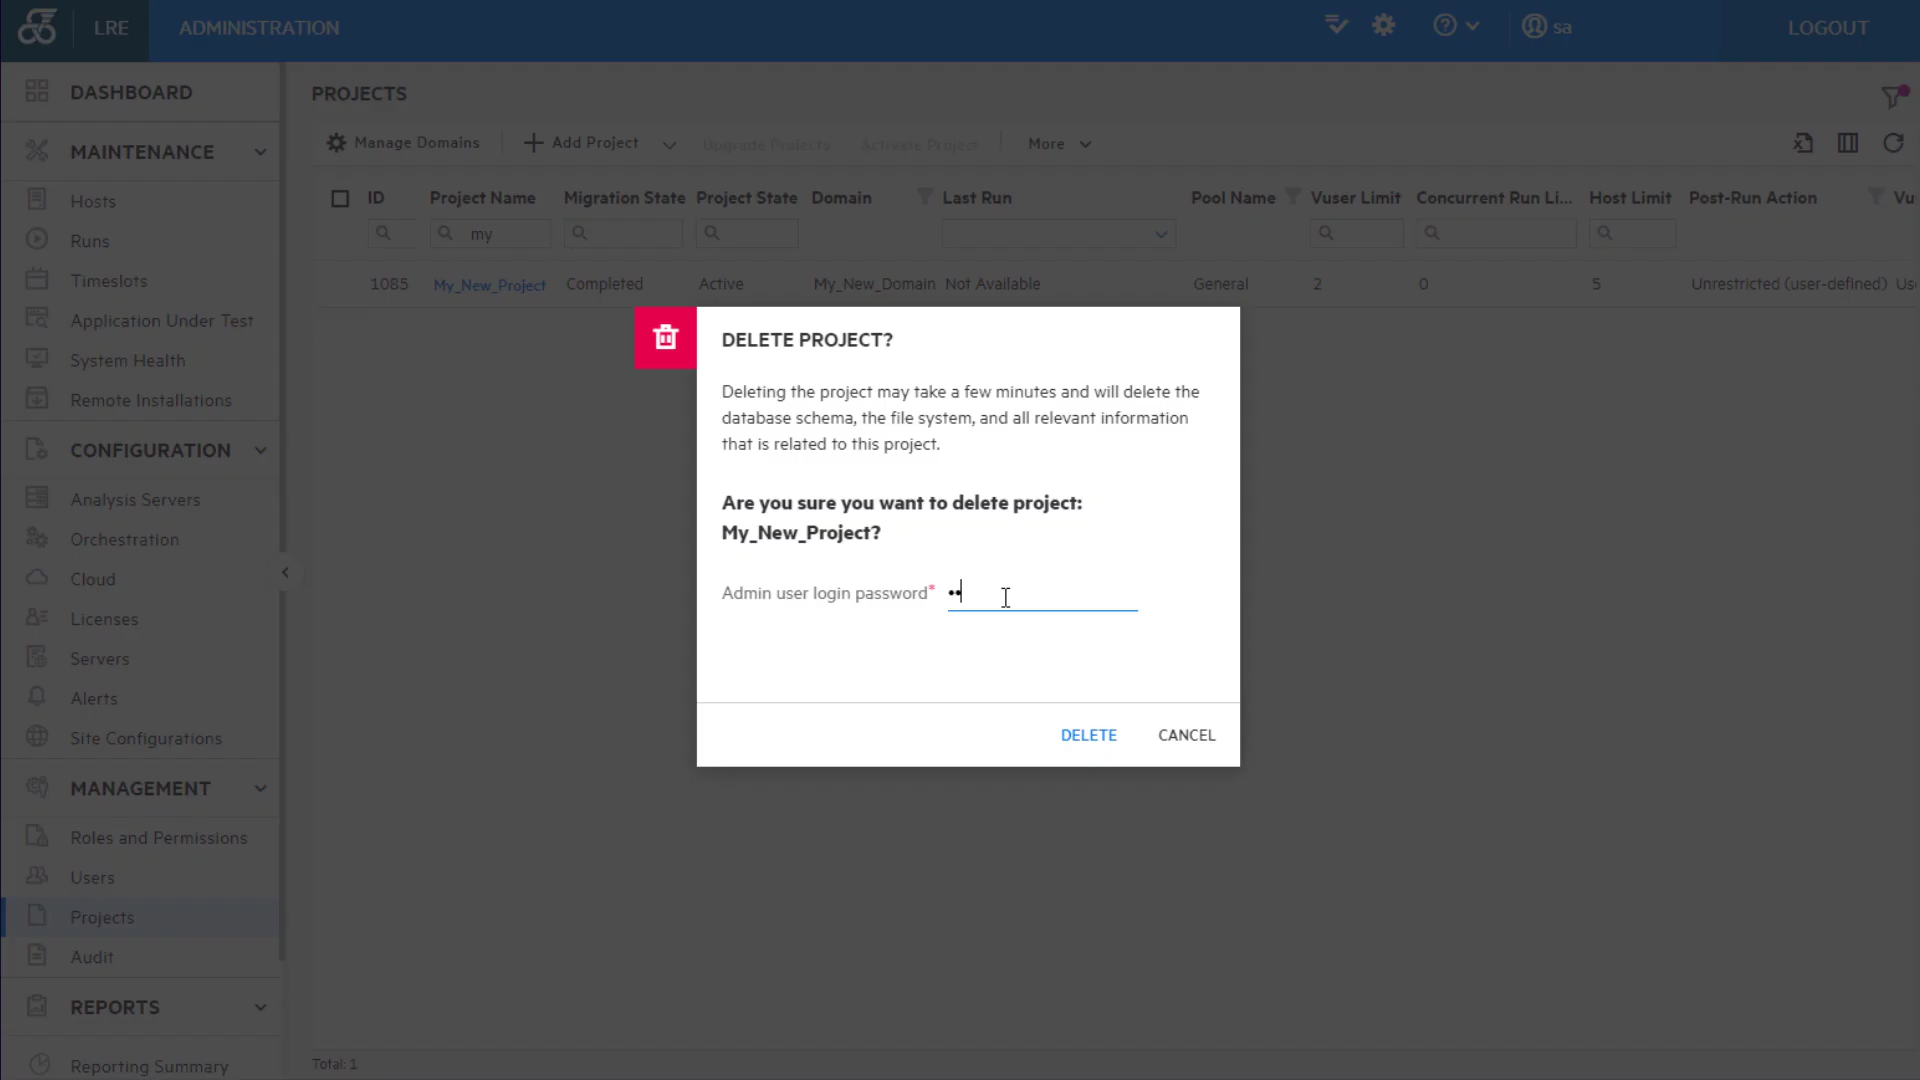 LRE
ADMINISTRATION
sa
LOGOUT
DASHBOARD
MAINTENANCE
Hosts
Runs
Timeslots
Application Under Test
System Health
Remote Installations
CONFIGURATION
Analysis Servers
Orchestration
Cloud
Licenses
Servers
Alerts
Site Configurations
MANAGEMENT
Roles and Permissions
Users
Projects
Audit
REPORTS
Reporting Summary
PROJECTS
Manage Domains
Add Project
Upgrade Projects
Activate Project
More
ID Project Name Migration State Project State Domain Last Run Pool Name Vuser Limit Concurrent Run Li... Host Limit Post-Run Action Vu
my
1085 My_New_Project Completed Active My_New_Domain Not Available General 2 0 5 Unrestricted (user-defined) Us
DELETE PROJECT?
Deleting the project may take a few minutes and will delete the
database schema, the file system, and all relevant information
that is related to this project.
Are you sure you want to delete project:
My_New_Project?
Admin user login password*
DELETE
CANCEL
Total: 1